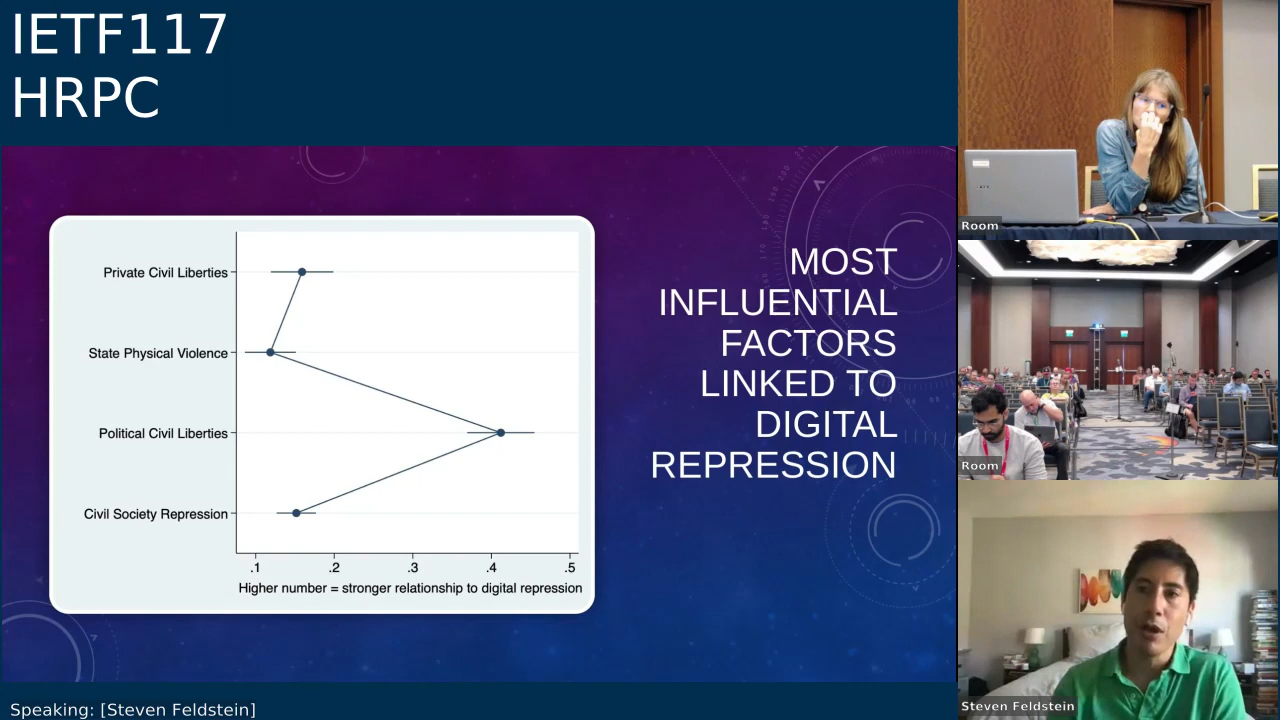 IETF117
HRPC
Private Civil Liberties
State Physical Violence
Political Civil Liberties
Civil Society Repression
.1 .2 .3 .4 .5
Higher number = stronger relationship to digital repression
MOST
INFLUENTIAL
FACTORS
LINKED TO
DIGITAL
REPRESSION
Room
Room
Steven Feldstein
Speaking: [Steven Feldstein]